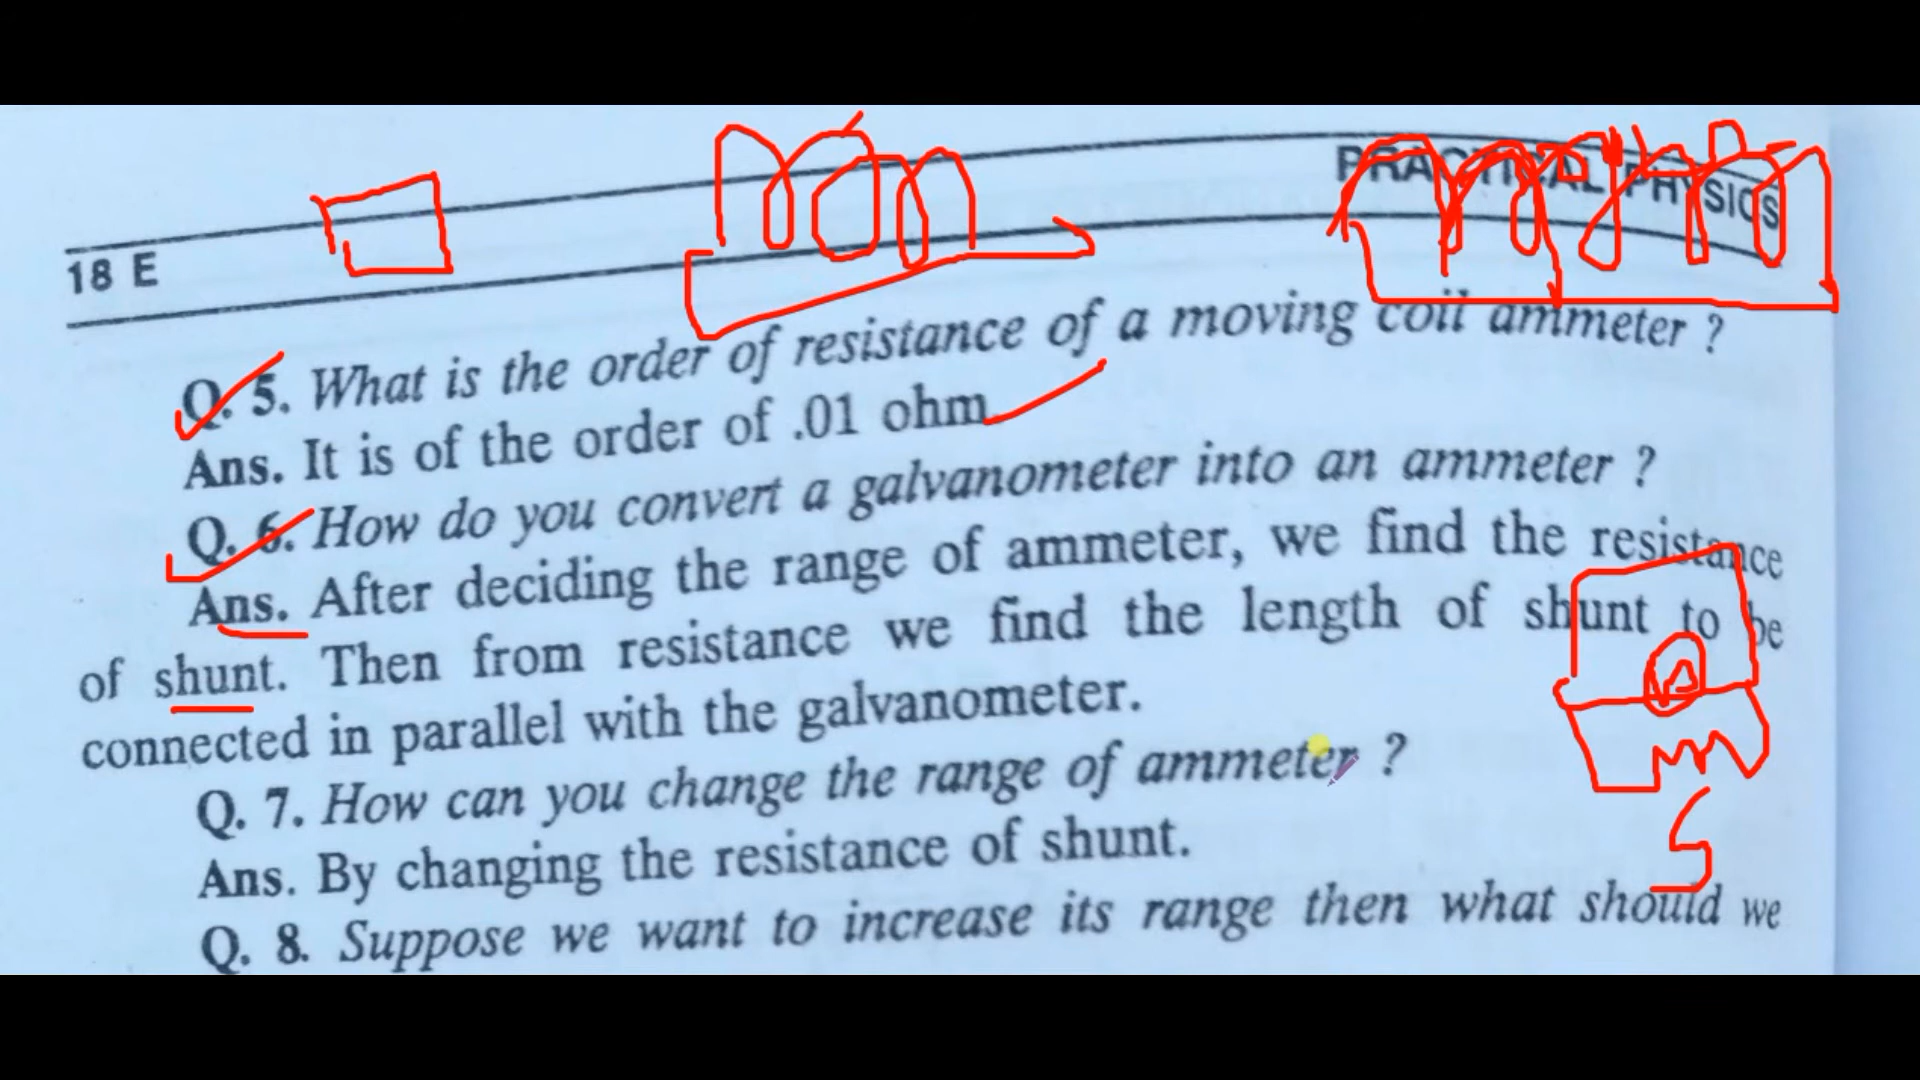 PRACTICAL PHYSICS
18 E
Q. 5. What is the order of resistance of a moving coil ammeter ?
Ans. It is of the order of .01 ohm.
Q. 6. How do you convert a galvanometer into an ammeter ?
Ans. After deciding the range of ammeter, we find the resistance
of shunt. Then from resistance we find the length of shunt to be
connected in parallel with the galvanometer.
Q. 7. How can you change the range of ammeter ?
Ans. By changing the resistance of shunt.
Q. 8. Suppose we want to increase its range then what should we
G
S